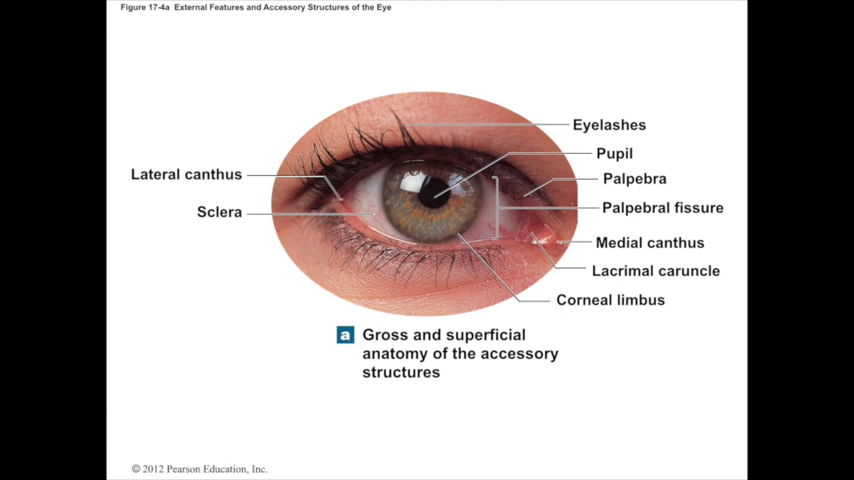 Figure 17-4a External Features and Accessory Structures of the Eye
Eyelashes
Pupil
Lateral canthus
Palpebra
Sclera
Palpebral fissure
Medial canthus
Lacrimal caruncle
Corneal limbus
a Gross and superficial
anatomy of the accessory
structures
© 2012 Pearson Education, Inc.